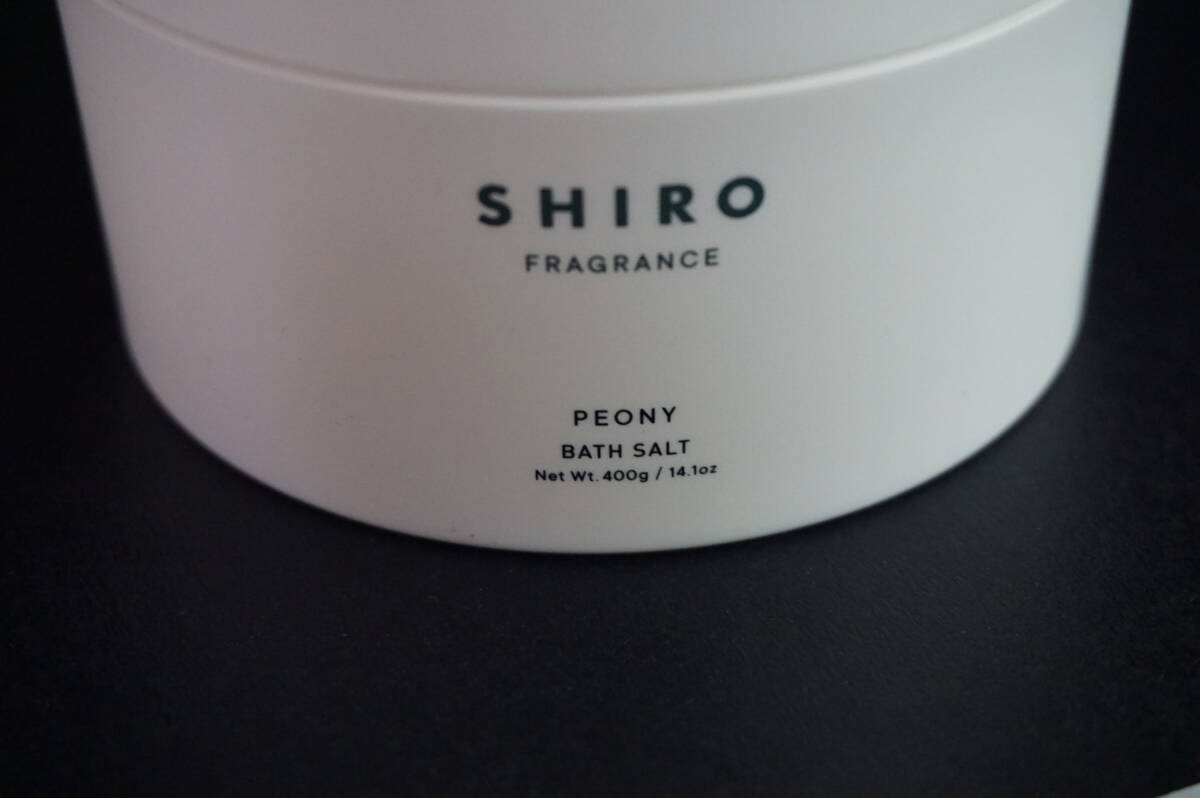 SHIRO
FRAGRANCE
PEONY
BATH SALT
Net Wt. 400g / 14.1oz